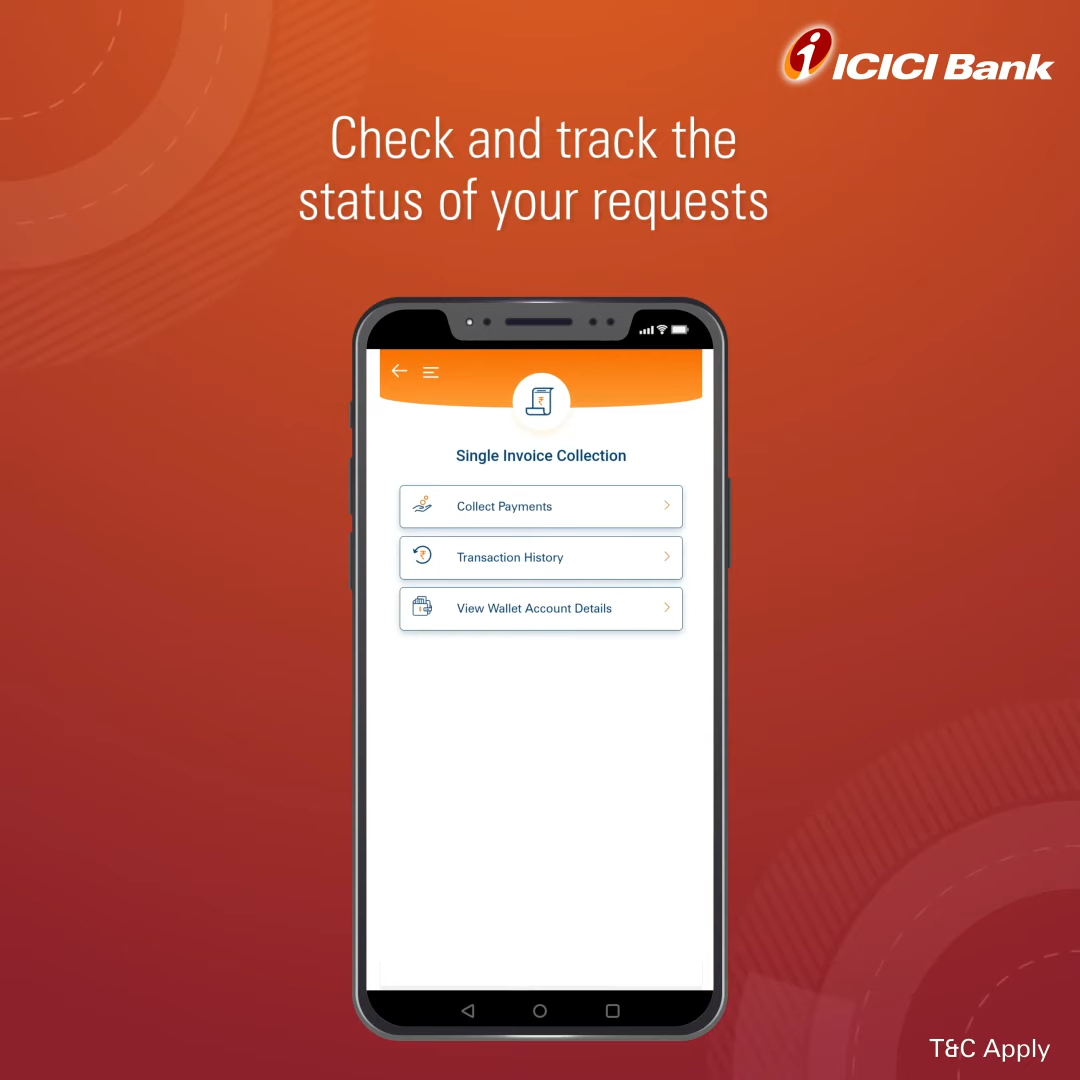 ICICI Bank
Check and track the
status of your requests
Single Invoice Collection
Collect Payments
Transaction History
View Wallet Account Details
T&C Apply